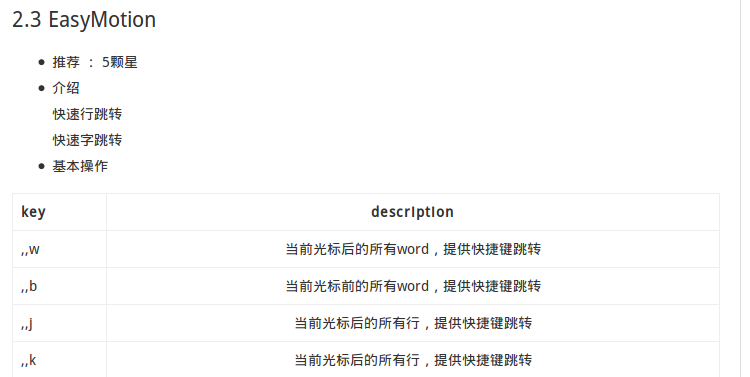 2.3 EasyMotion
推荐 ： 5颗星
介绍
快速行跳转
快速字跳转
基本操作
key description
,,w 当前光标后的所有word，提供快捷键跳转
,,b 当前光标前的所有word，提供快捷键跳转
,,j 当前光标后的所有行，提供快捷键跳转
,,k 当前光标后的所有行，提供快捷键跳转